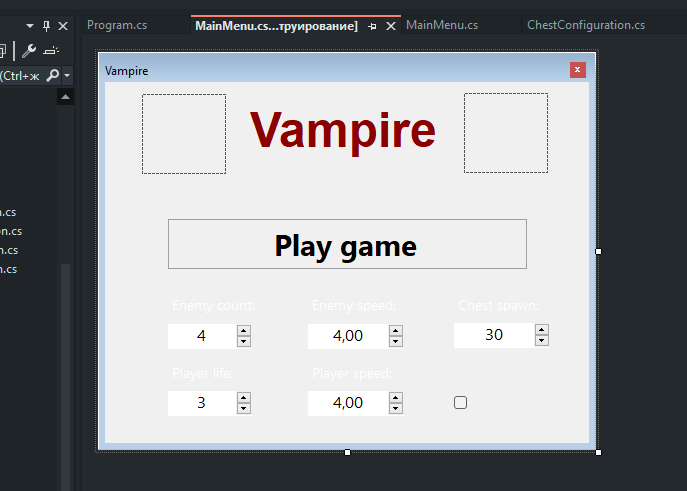 Program.cs
MainMenu.cs...труирование]
MainMenu.cs
ChestConfiguration.cs
(Ctrl+ж
Vampire
Vampire
Play game
Enemy count:
Enemy speed:
Chest spawn:
4
4,00
30
Player life:
Player speed:
3
4,00
.cs
on.cs
.cs
.cs